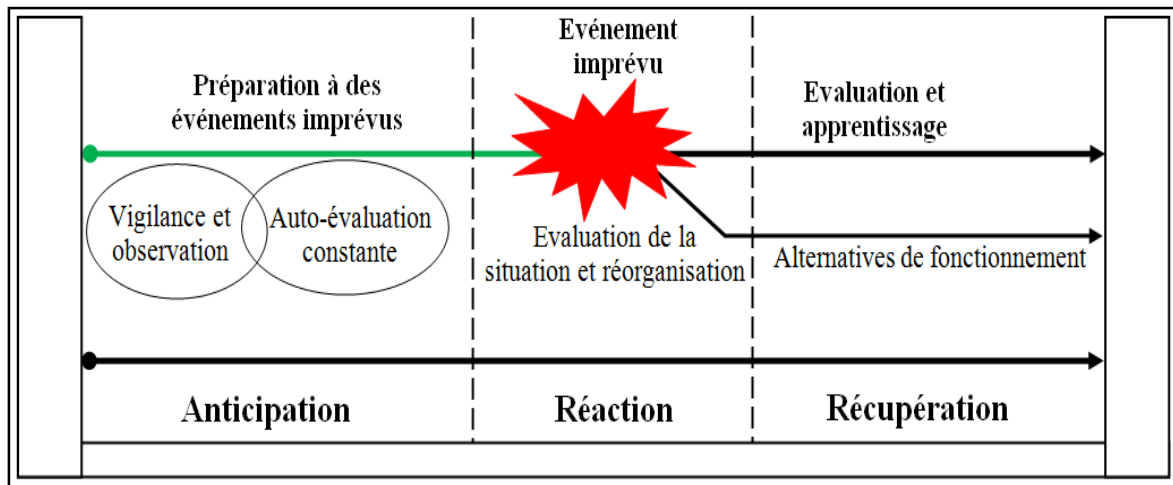 Préparation à des
événements imprévus
Vigilance et
observation
Auto-évaluation
constante
Evénement
imprévu
Evaluation de la
situation et réorganisation
Evaluation et
apprentissage
Alternatives de fonctionnement
Anticipation
Réaction
Récupération